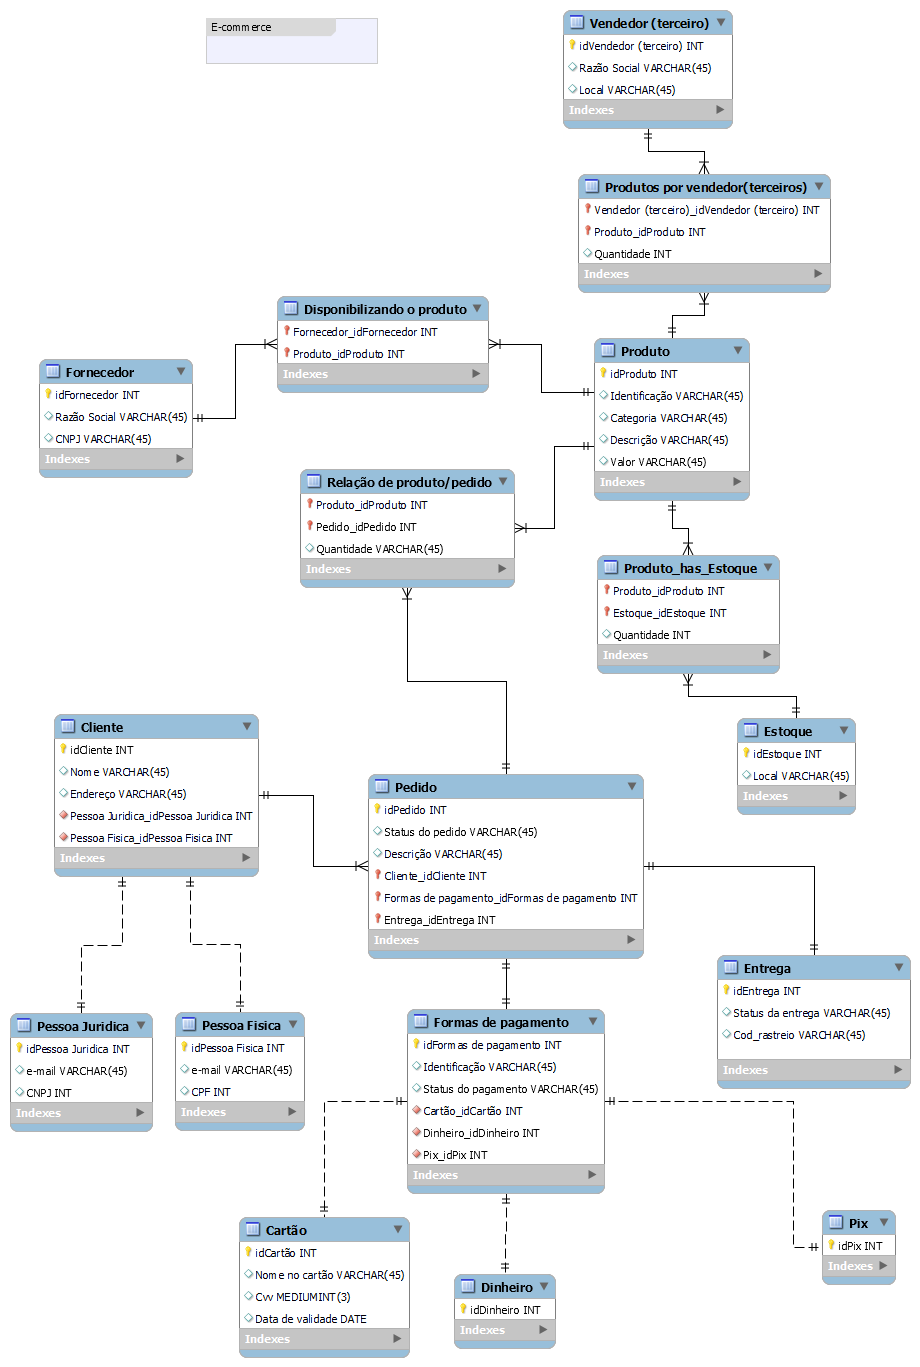 E-commerce
Vendedor (terceiro)
idVendedor (terceiro) INT
Razão Social VARCHAR(45)
Local VARCHAR(45)
Indexes
Produtos por vendedor(terceiros)
Vendedor (terceiro)_idVendedor (terceiro) INT
Produto_idProduto INT
Quantidade INT
Indexes
Disponibilizando o produto
Fornecedor_idFornecedor INT
Produto_idProduto INT
Indexes
Fornecedor
idFornecedor INT
Razão Social VARCHAR(45)
CNPJ VARCHAR(45)
Indexes
Produto
idProduto INT
Identificação VARCHAR(45)
Categoria VARCHAR(45)
Descrição VARCHAR(45)
Valor VARCHAR(45)
Indexes
Relação de produto/pedido
Produto_idProduto INT
Pedido_idPedido INT
Quantidade VARCHAR(45)
Indexes
Produto_has_Estoque
Produto_idProduto INT
Estoque_idEstoque INT
Quantidade INT
Indexes
Estoque
idEstoque INT
Local VARCHAR(45)
Indexes
Cliente
idCliente INT
Nome VARCHAR(45)
Endereço VARCHAR(45)
Pessoa Juridica_idPessoa Juridica INT
Pessoa Fisica_idPessoa Fisica INT
Indexes
Pedido
idPedido INT
Status do pedido VARCHAR(45)
Descrição VARCHAR(45)
Cliente_idCliente INT
Formas de pagamento_idFormas de pagamento INT
Entrega_idEntrega INT
Indexes
Entrega
idEntrega INT
Status da entrega VARCHAR(45)
Cod_rastreio VARCHAR(45)
Indexes
Pessoa Juridica
idPessoa Juridica INT
e-mail VARCHAR(45)
CNPJ INT
Indexes
Pessoa Fisica
idPessoa Fisica INT
e-mail VARCHAR(45)
CPF INT
Indexes
Formas de pagamento
idFormas de pagamento INT
Identificação VARCHAR(45)
Status do pagamento VARCHAR(45)
Cartão_idCartão INT
Dinheiro_idDinheiro INT
Pix_idPix INT
Indexes
Cartão
idCartão INT
Nome no cartão VARCHAR(45)
Cvv MEDIUMINT(3)
Data de validade DATE
Indexes
Dinheiro
idDinheiro INT
Indexes
Pix
idPix INT
Indexes